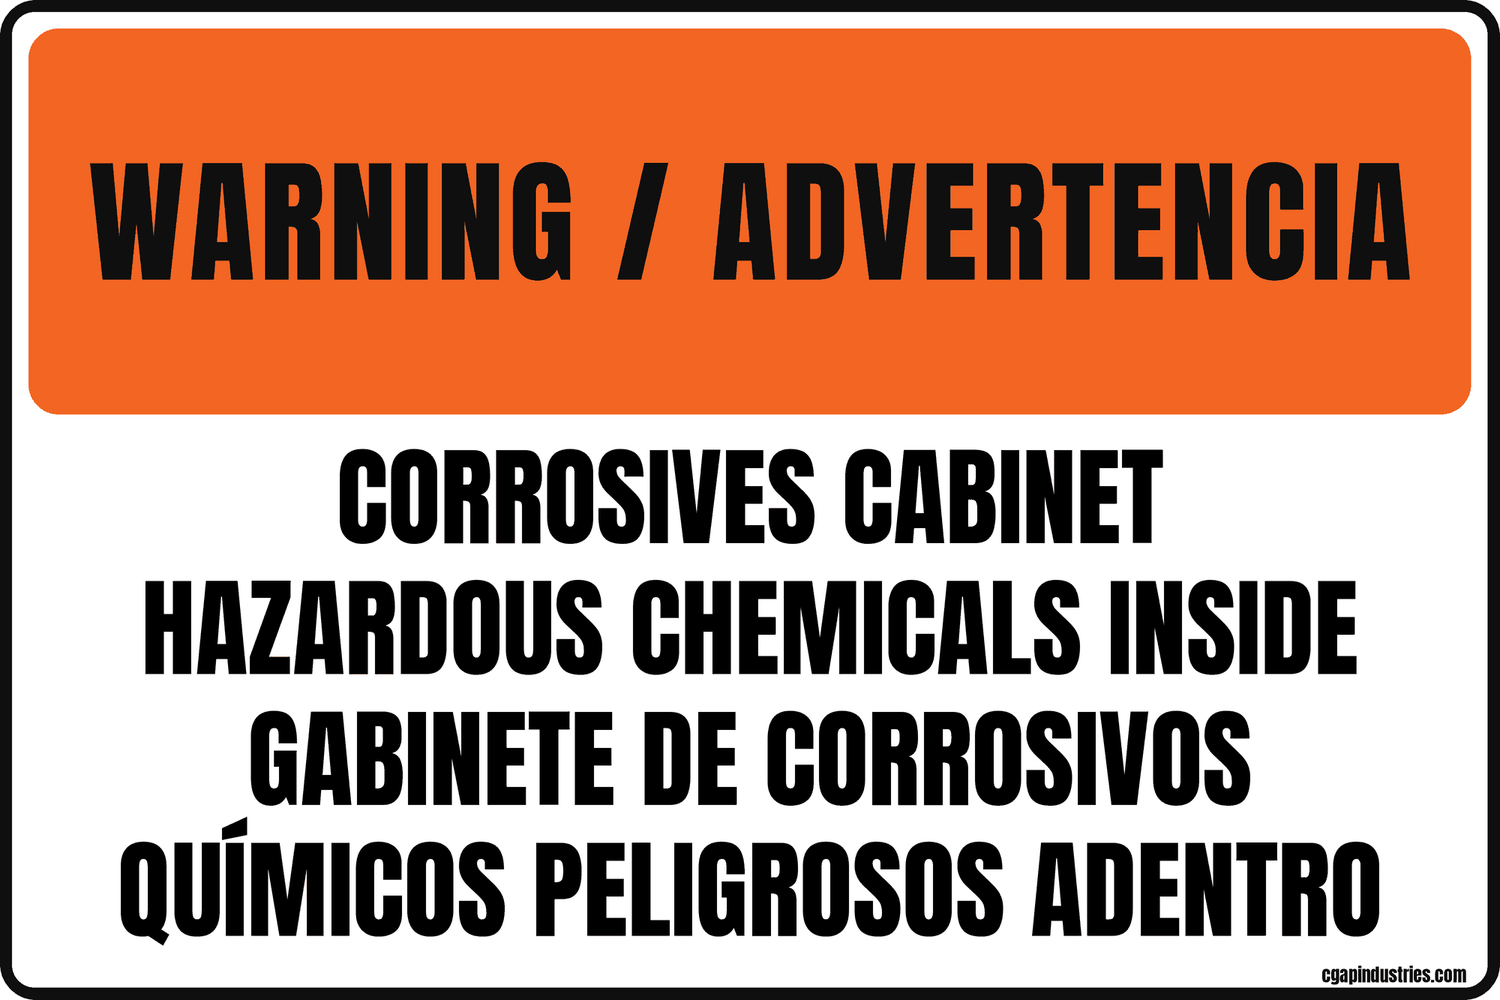 WARNING / ADVERTENCIA
CORROSIVES CABINET
HAZARDOUS CHEMICALS INSIDE
GABINETE DE CORROSIVOS
QUÍMICOS PELIGROSOS ADENTRO
cgapindustries.com